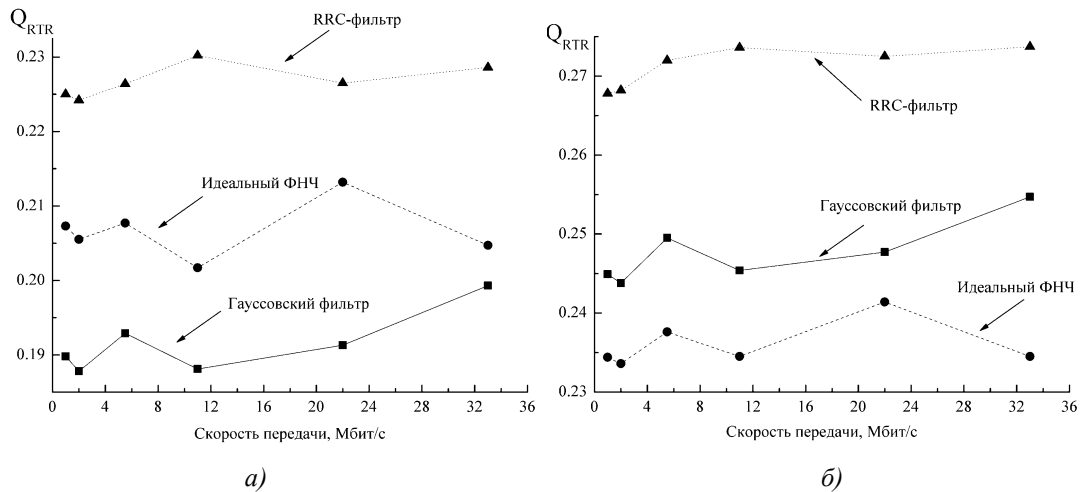 Q_RTR
RRC-фильтр
0.23
0.22
Идеальный ФНЧ
0.21
0.20
Гауссовский фильтр
0.19
0 4 8 12 16 20 24 28 32 36
Скорость передачи, Мбит/с
а)
Q_RTR
0.27
RRC-фильтр
0.26
Гауссовский фильтр
0.25
Идеальный ФНЧ
0.24
0.23
0 4 8 12 16 20 24 28 32 36
Скорость передачи, Мбит/с
б)